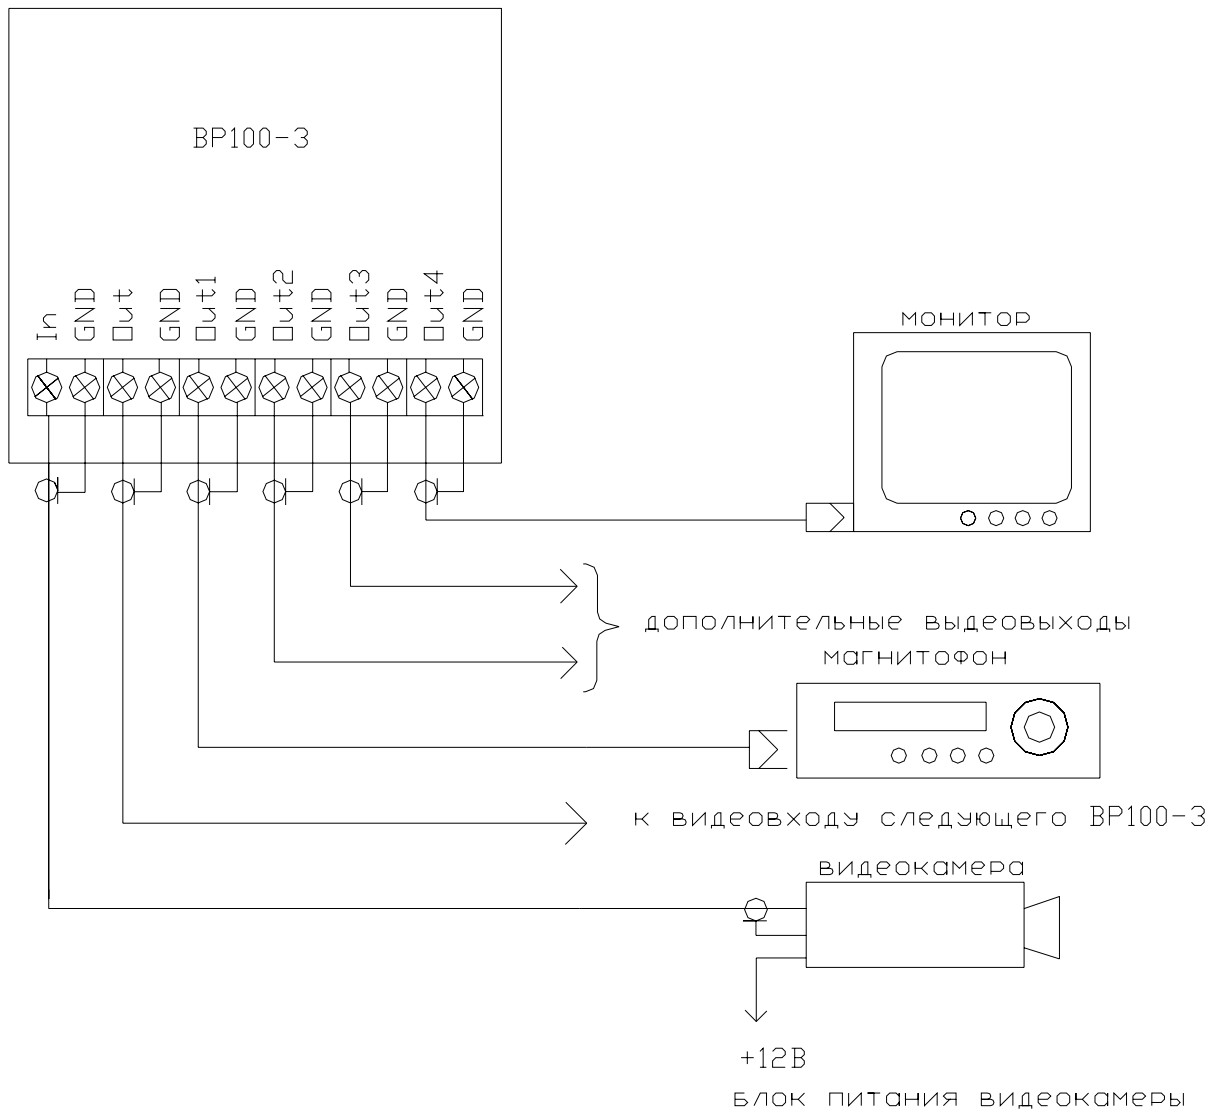 BP100-3
In
GND
Out
GND
Out1
GND
Out2
GND
Out3
GND
Out4
GND
монитор
дополнительные выдеовыходы
магнитофон
к видеовходу следующего BP100-3
видеокамера
+12В
Блок питания видеокамеры